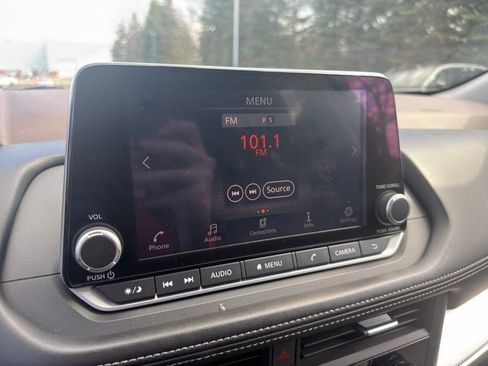 MENU
FM P S
101.1
FM
Source
Phone Audio Connections Info Settings
VOL
PUSH
TUNE·SCROLL
PUSH SOUND
AUDIO MENU CAMERA